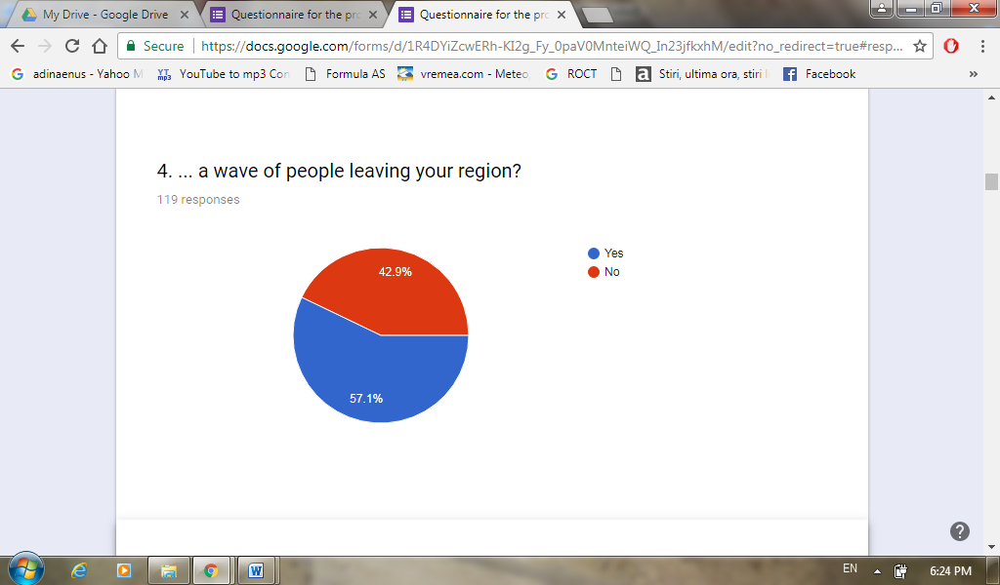 My Drive - Google Drive
Questionnaire for the pro
Questionnaire for the pro
Secure
https://docs.google.com/forms/d/1R4DYiZcwERh-KI2g_Fy_0paV0MnteiWQ_In23jfkxhM/edit?no_redirect=true#resp...
adinaenus - Yahoo M
YouTube to mp3 Con
Formula AS
vremea.com - Meteo
ROCT
a
Stiri, ultima ora, stiri
Facebook
»
4. ... a wave of people leaving your region?
119 responses
42.9%
57.1%
Yes
No
?
EN
6:24 PM